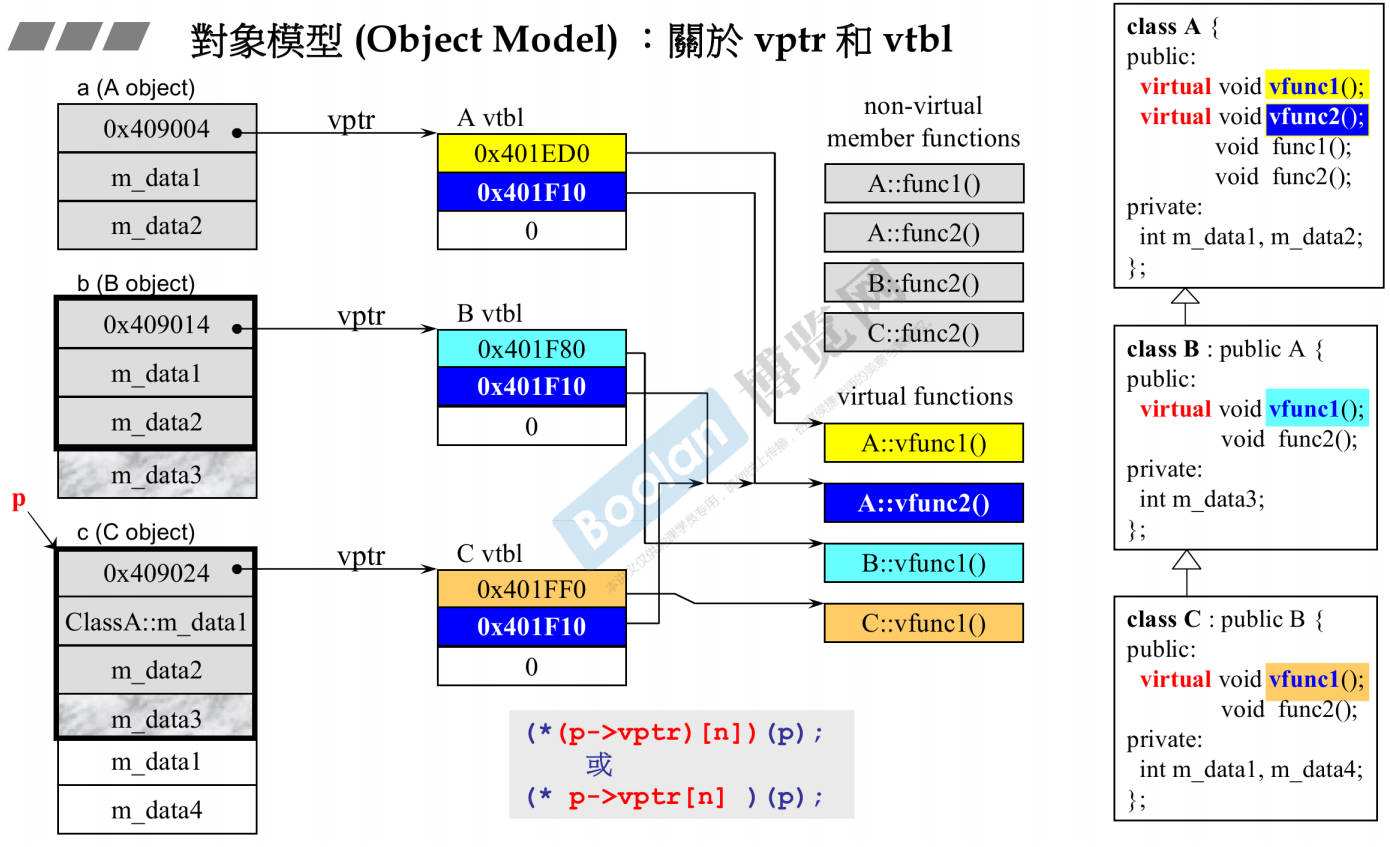 對象模型 (Object Model) ：關於 vptr 和 vtbl
a (A object)
0x409004
m_data1
m_data2
vptr
A vtbl
0x401ED0
0x401F10
0
b (B object)
0x409014
m_data1
m_data2
m_data3
vptr
B vtbl
0x401F80
0x401F10
0
p
c (C object)
0x409024
ClassA::m_data1
m_data2
m_data3
m_data1
m_data4
vptr
C vtbl
0x401FF0
0x401F10
0
non-virtual
member functions
A::func1()
A::func2()
B::func2()
C::func2()
virtual functions
A::vfunc1()
A::vfunc2()
B::vfunc1()
C::vfunc1()
(*(p->vptr)[n])(p);
或
(* p->vptr[n] )(p);
class A {
public:
virtual void vfunc1();
virtual void vfunc2();
void func1();
void func2();
private:
int m_data1, m_data2;
};
class B : public A {
public:
virtual void vfunc1();
void func2();
private:
int m_data3;
};
class C : public B {
public:
virtual void vfunc1();
void func2();
private:
int m_data1, m_data4;
};
Boolan
博览网